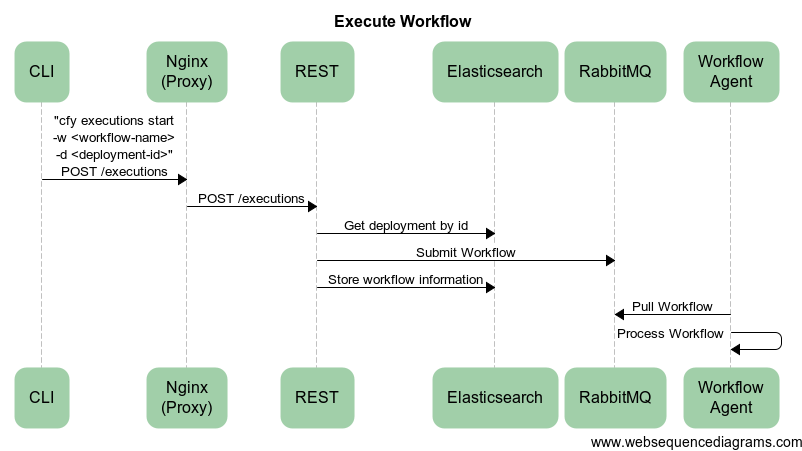 Execute Workflow
CLI
Nginx
(Proxy)
REST
Elasticsearch
RabbitMQ
Workflow
Agent
"cfy executions start
-w <workflow-name>
-d <deployment-id>"
POST /executions
POST /executions
Get deployment by id
Submit Workflow
Store workflow information
Pull Workflow
Process Workflow
CLI
Nginx
(Proxy)
REST
Elasticsearch
RabbitMQ
Workflow
Agent
www.websequencediagrams.com